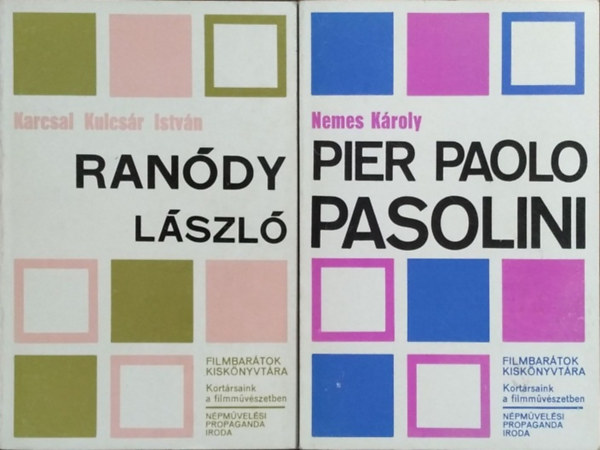 Karcsai Kulcsár István
RANÓDY
LÁSZLÓ
FILMBARÁTOK
KISKÖNYVTÁRA
Kortársaink
a filmművészetben
NÉPMŰVELÉSI
PROPAGANDA
IRODA
Nemes Károly
PIER PAOLO
PASOLINI
FILMBARÁTOK
KISKÖNYVTÁRA
Kortársaink
a filmművészetben
NÉPMŰVELÉSI
PROPAGANDA
IRODA